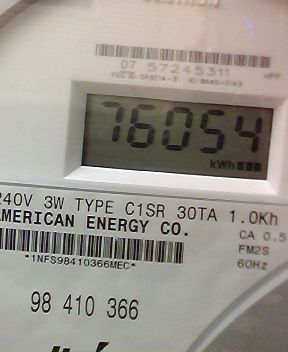 07 57245311
76054
kWh
240V 3W TYPE C1SR 30TA 1.0Kh
AMERICAN ENERGY CO.
CA 0.5
FM2S
60Hz
*1NFS98410366MEC*
98 410 366